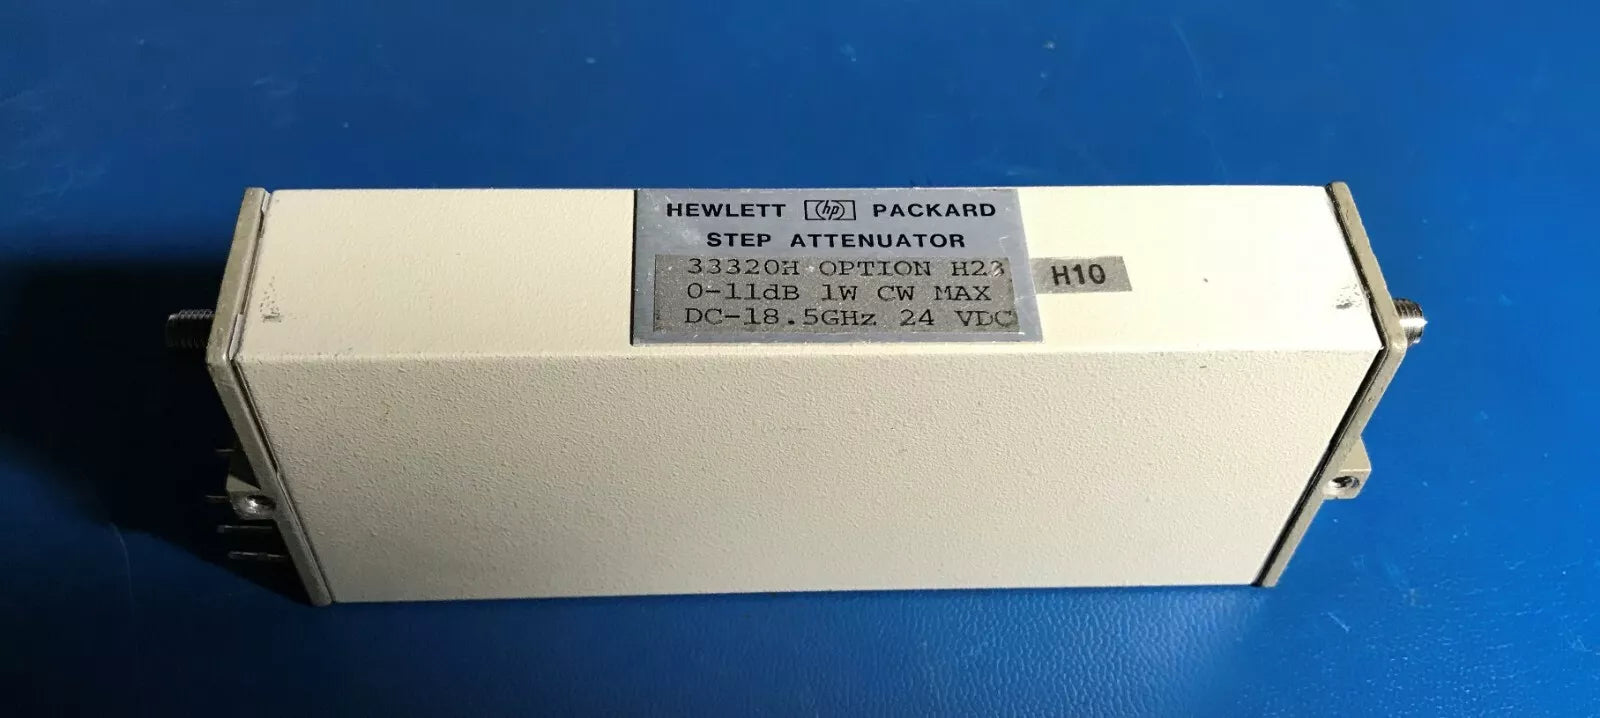 HEWLETT hp PACKARD
STEP ATTENUATOR
33320H OPTION H23
0-11dB 1W CW MAX
DC-18.5GHz 24 VDC
H10